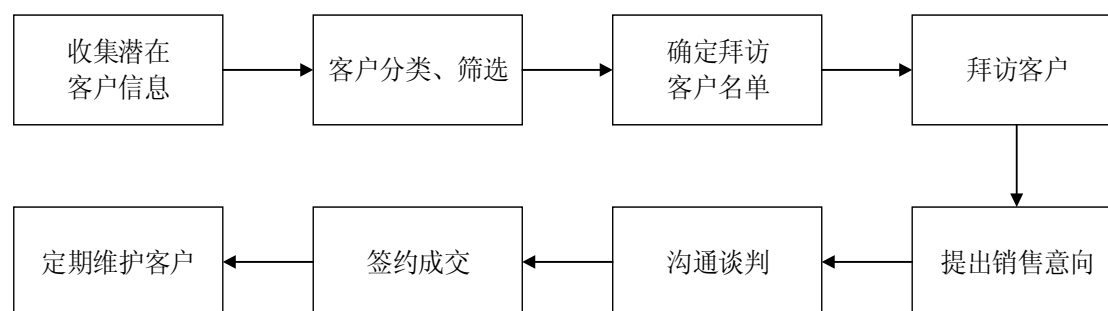 收集潜在
客户信息
客户分类、筛选
确定拜访
客户名单
拜访客户
定期维护客户
签约成交
沟通谈判
提出销售意向